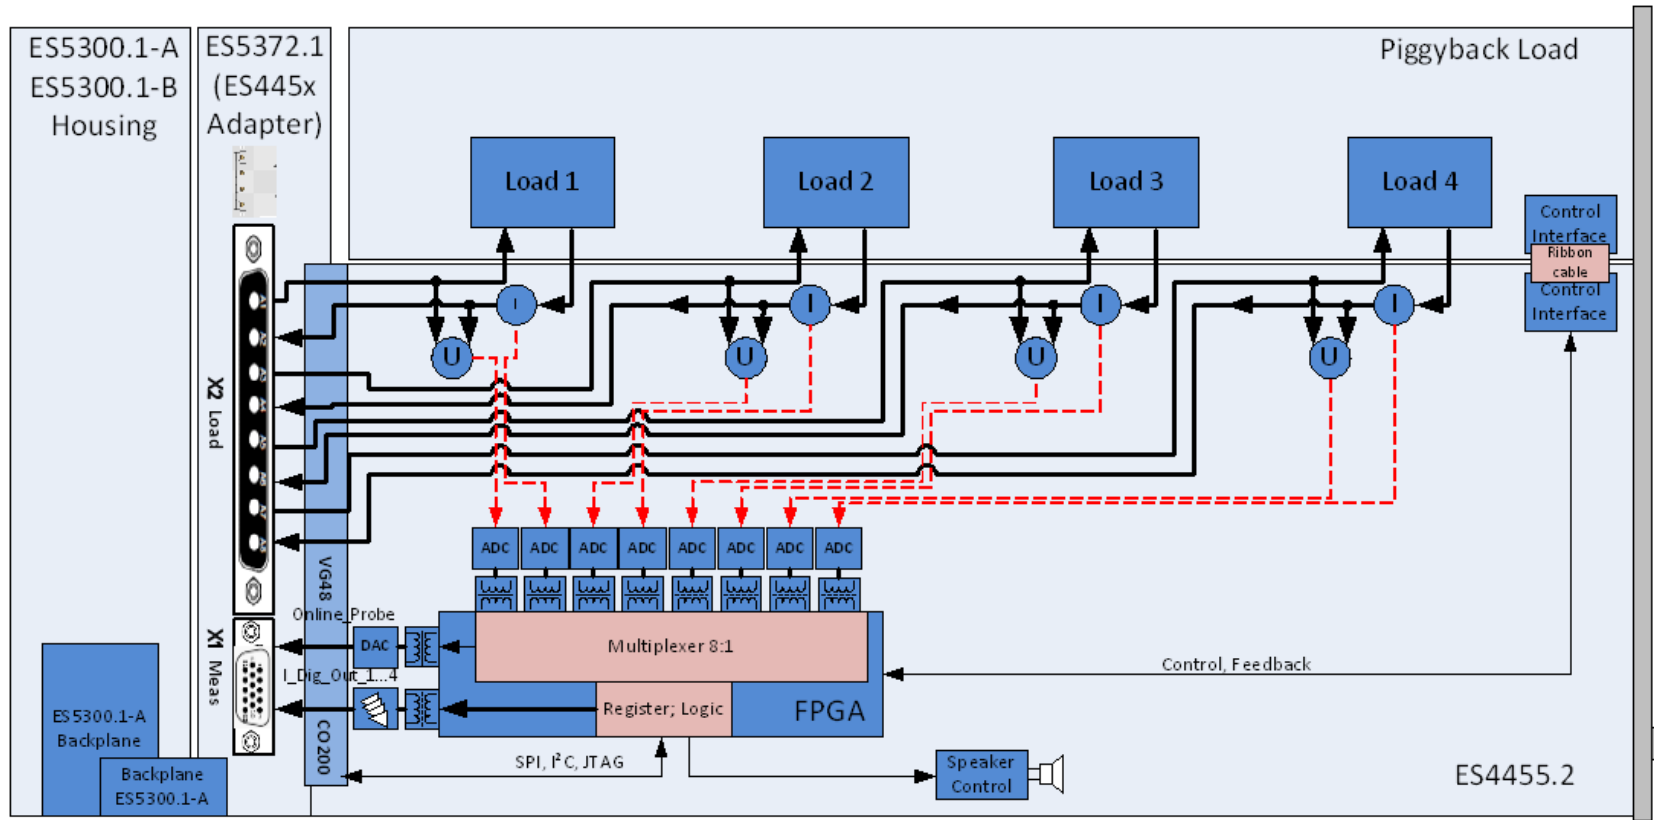 ES5300.1-A
ES5300.1-B
Housing
ES5372.1
(ES445x
Adapter)
Piggyback Load
Load 1
Load 2
Load 3
Load 4
Control
Interface
Ribbon
cable
Control
Interface
I
I
I
I
U
U
U
U
X2 Load
ADC
ADC
ADC
ADC
ADC
ADC
ADC
ADC
VG48
Online_Probe
DAC
Multiplexer 8:1
X1 Meas
I_Dig_Out_1...4
Control, Feedback
Register; Logic
FPGA
ES5300.1-A
Backplane
CO200
SPI, I²C, JTAG
Speaker
Control
Backplane
ES5300.1-A
ES4455.2